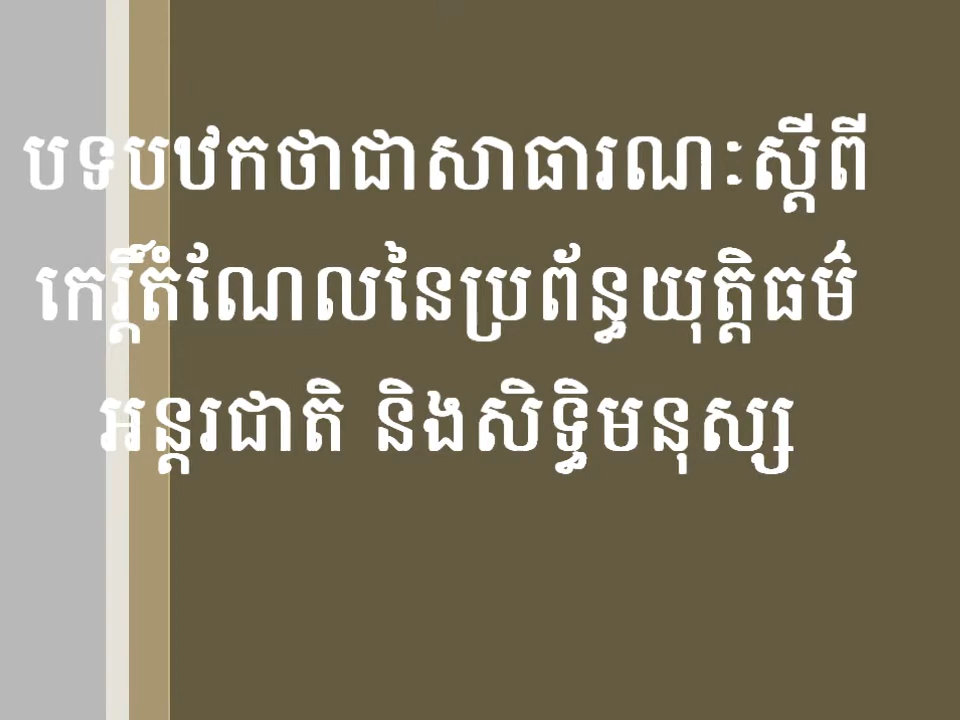 បទបឋកថាជាសាធារណៈស្ដីពី
កេរ្ដិ៍តំណែលនៃប្រព័ន្ធយុត្តិធម៌
អន្តរជាតិ និងសិទ្ធិមនុស្ស